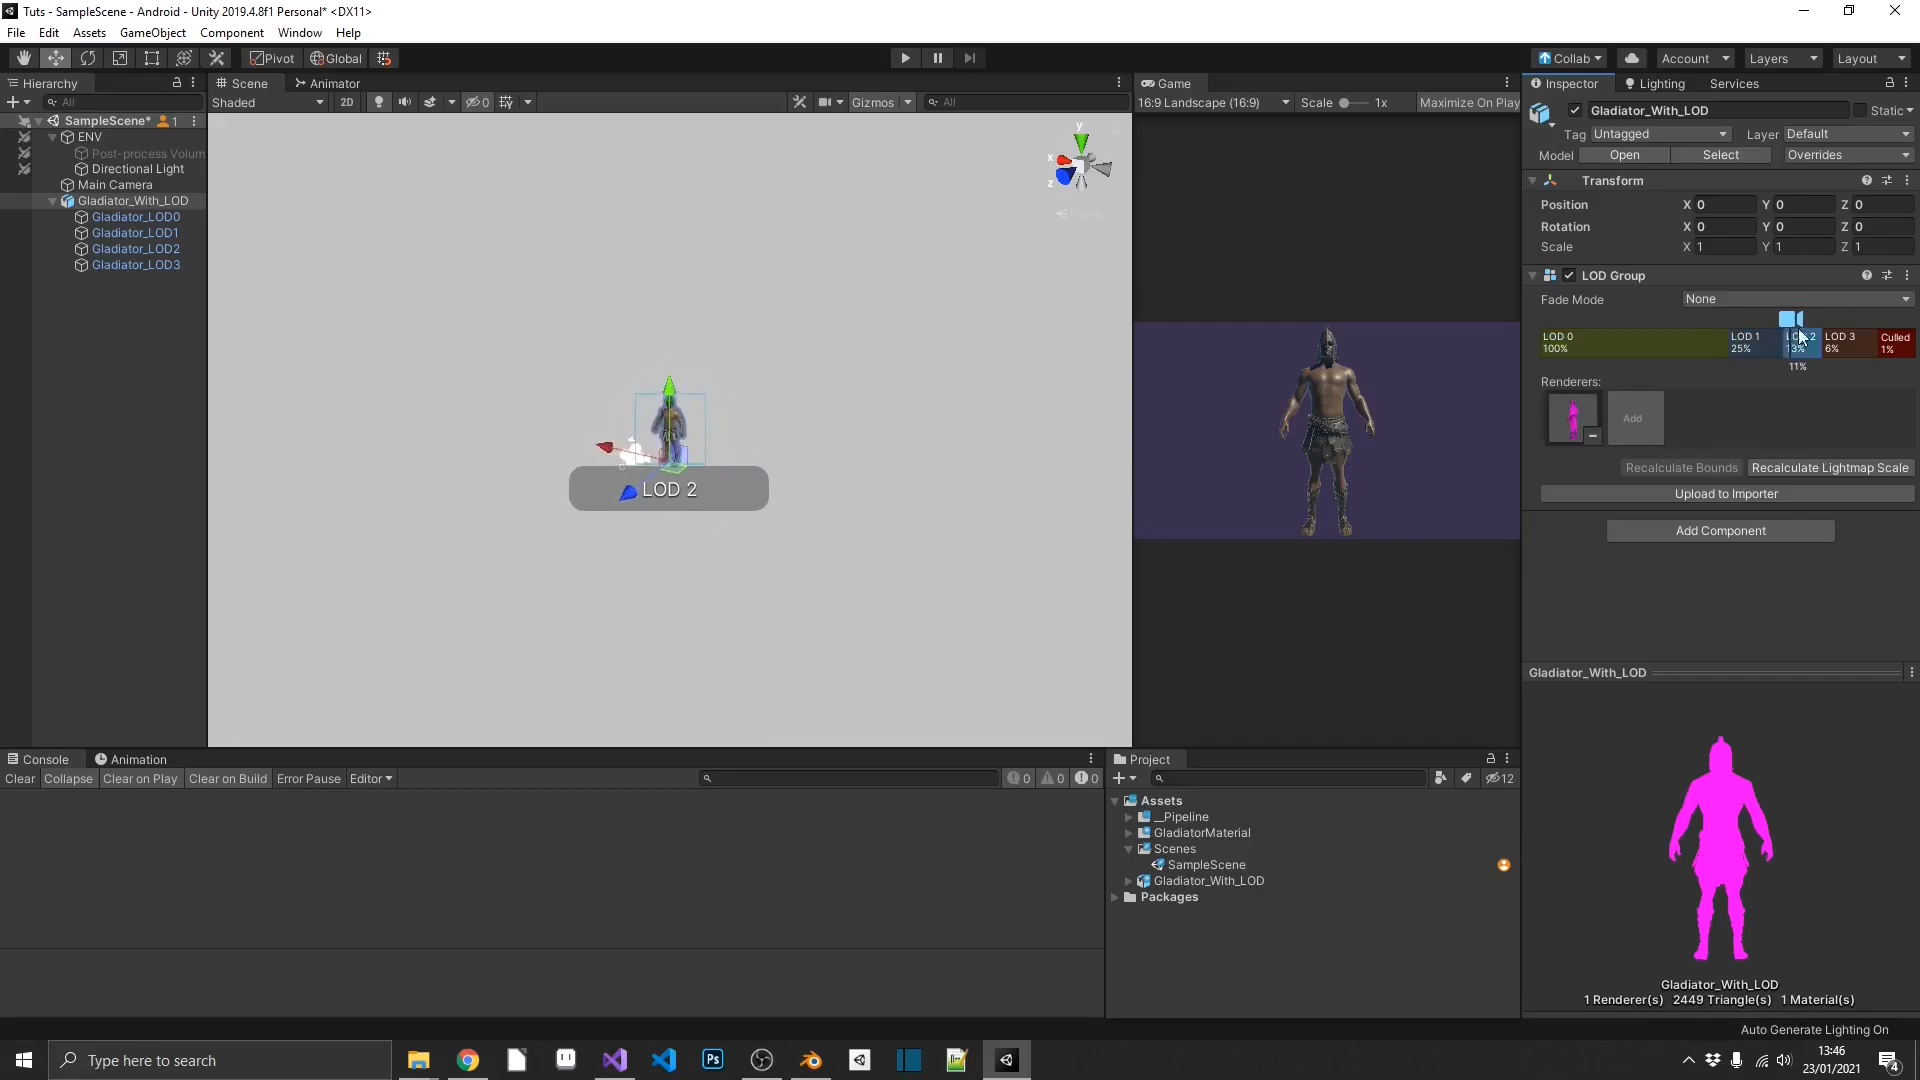 Tuts - SampleScene - Android - Unity 2019.4.8f1 Personal* <DX11>
File Edit Assets GameObject Component Window Help
Pivot Global Collab Account Layers Layout
Hierarchy
All
SampleScene* 1
ENV
Post-process Volum
Directional Light
Main Camera
Gladiator_With_LOD
Gladiator_LOD0
Gladiator_LOD1
Gladiator_LOD2
Gladiator_LOD3
Scene Animator
Shaded 2D 0 Gizmos All
y
x
z
Persp
LOD 2
Game
16:9 Landscape (16:9) Scale 1x Maximize On Play
Inspector Lighting Services
Gladiator_With_LOD Static
Tag Untagged Layer Default
Model Open Select Overrides
Transform
Position X 0 Y 0 Z 0
Rotation X 0 Y 0 Z 0
Scale X 1 Y 1 Z 1
LOD Group
Fade Mode None
LOD 0 LOD 1 LOD 2 LOD 3 Culled
100% 25% 13% 6% 1%
11%
Renderers:
Add
Recalculate Bounds Recalculate Lightmap Scale
Upload to Importer
Add Component
Gladiator_With_LOD
Gladiator_With_LOD
1 Renderer(s) 2449 Triangle(s) 1 Material(s)
Console Animation
Clear Collapse Clear on Play Clear on Build Error Pause Editor 0 0 0
Project
12
Assets
__Pipeline
GladiatorMaterial
Scenes
SampleScene
Gladiator_With_LOD
Packages
Auto Generate Lighting On
Type here to search
Ps
13:46
23/01/2021
4